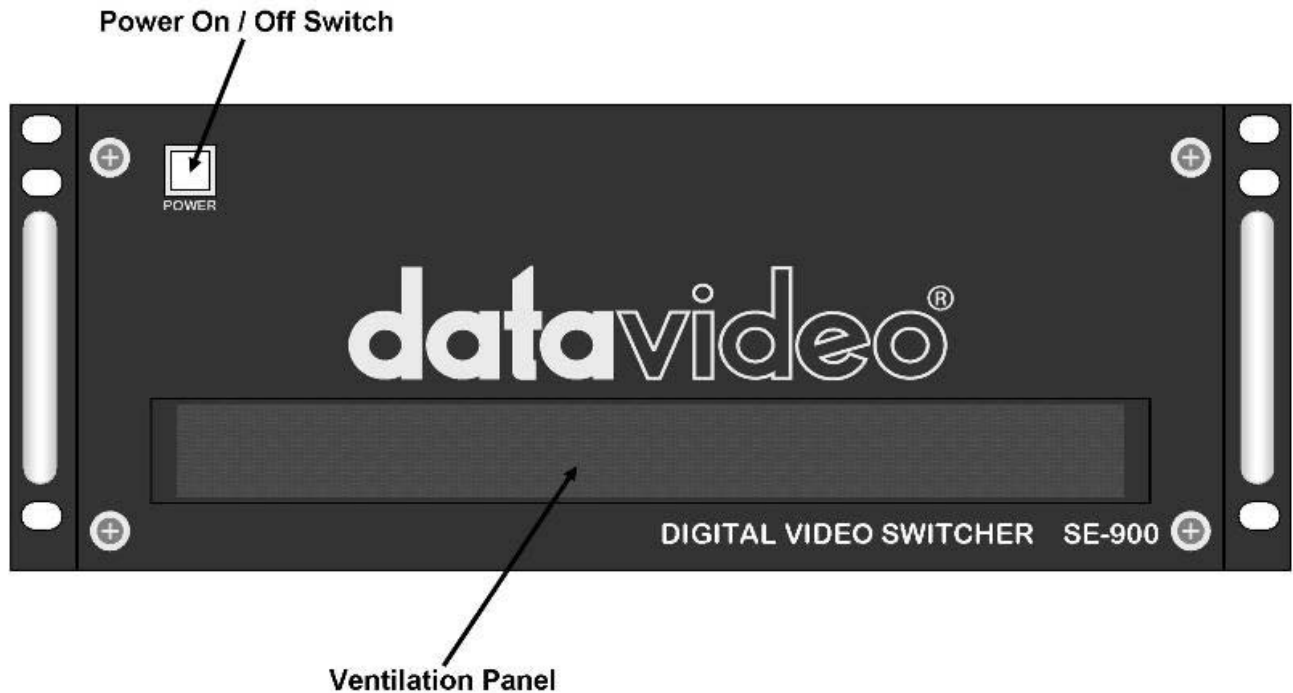 Power On / Off Switch
POWER
datavideo®
DIGITAL VIDEO SWITCHER SE-900
Ventilation Panel